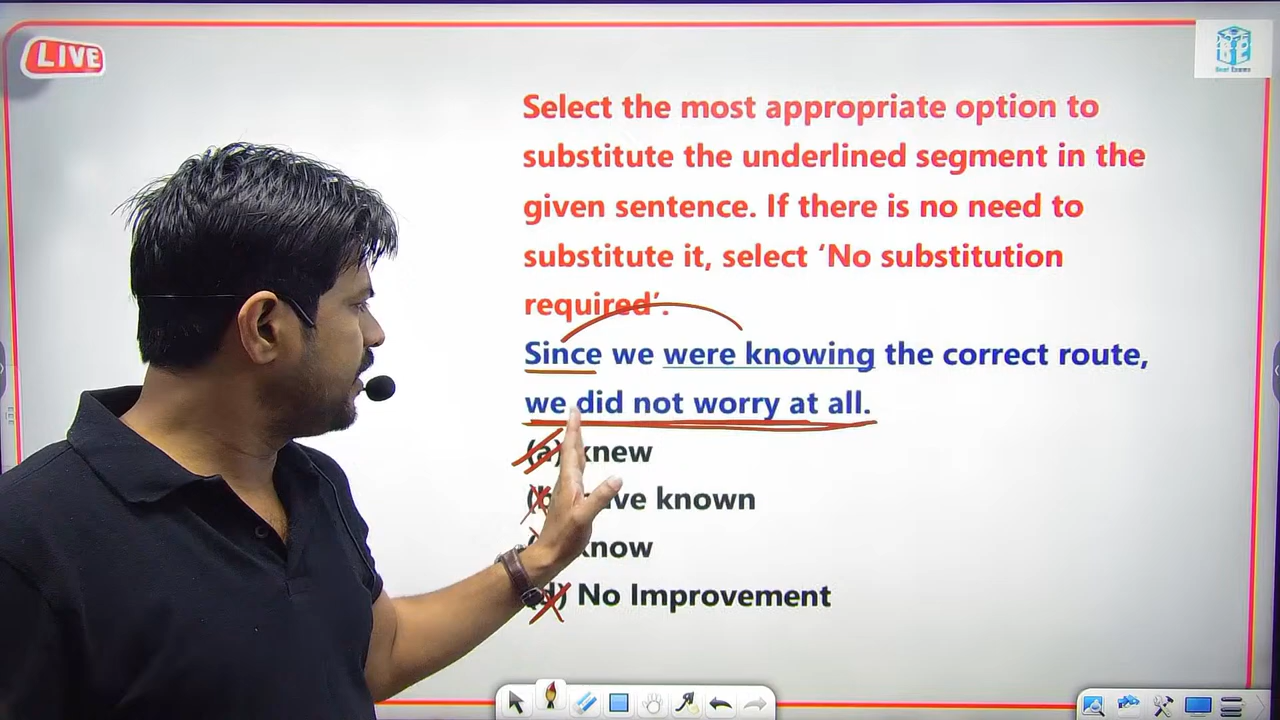 LIVE
Select the most appropriate option to
substitute the underlined segment in the
given sentence. If there is no need to
substitute it, select ‘No substitution
required’.
Since we were knowing the correct route,
we did not worry at all.
(a) knew
(b) have known
know
(d) No Improvement